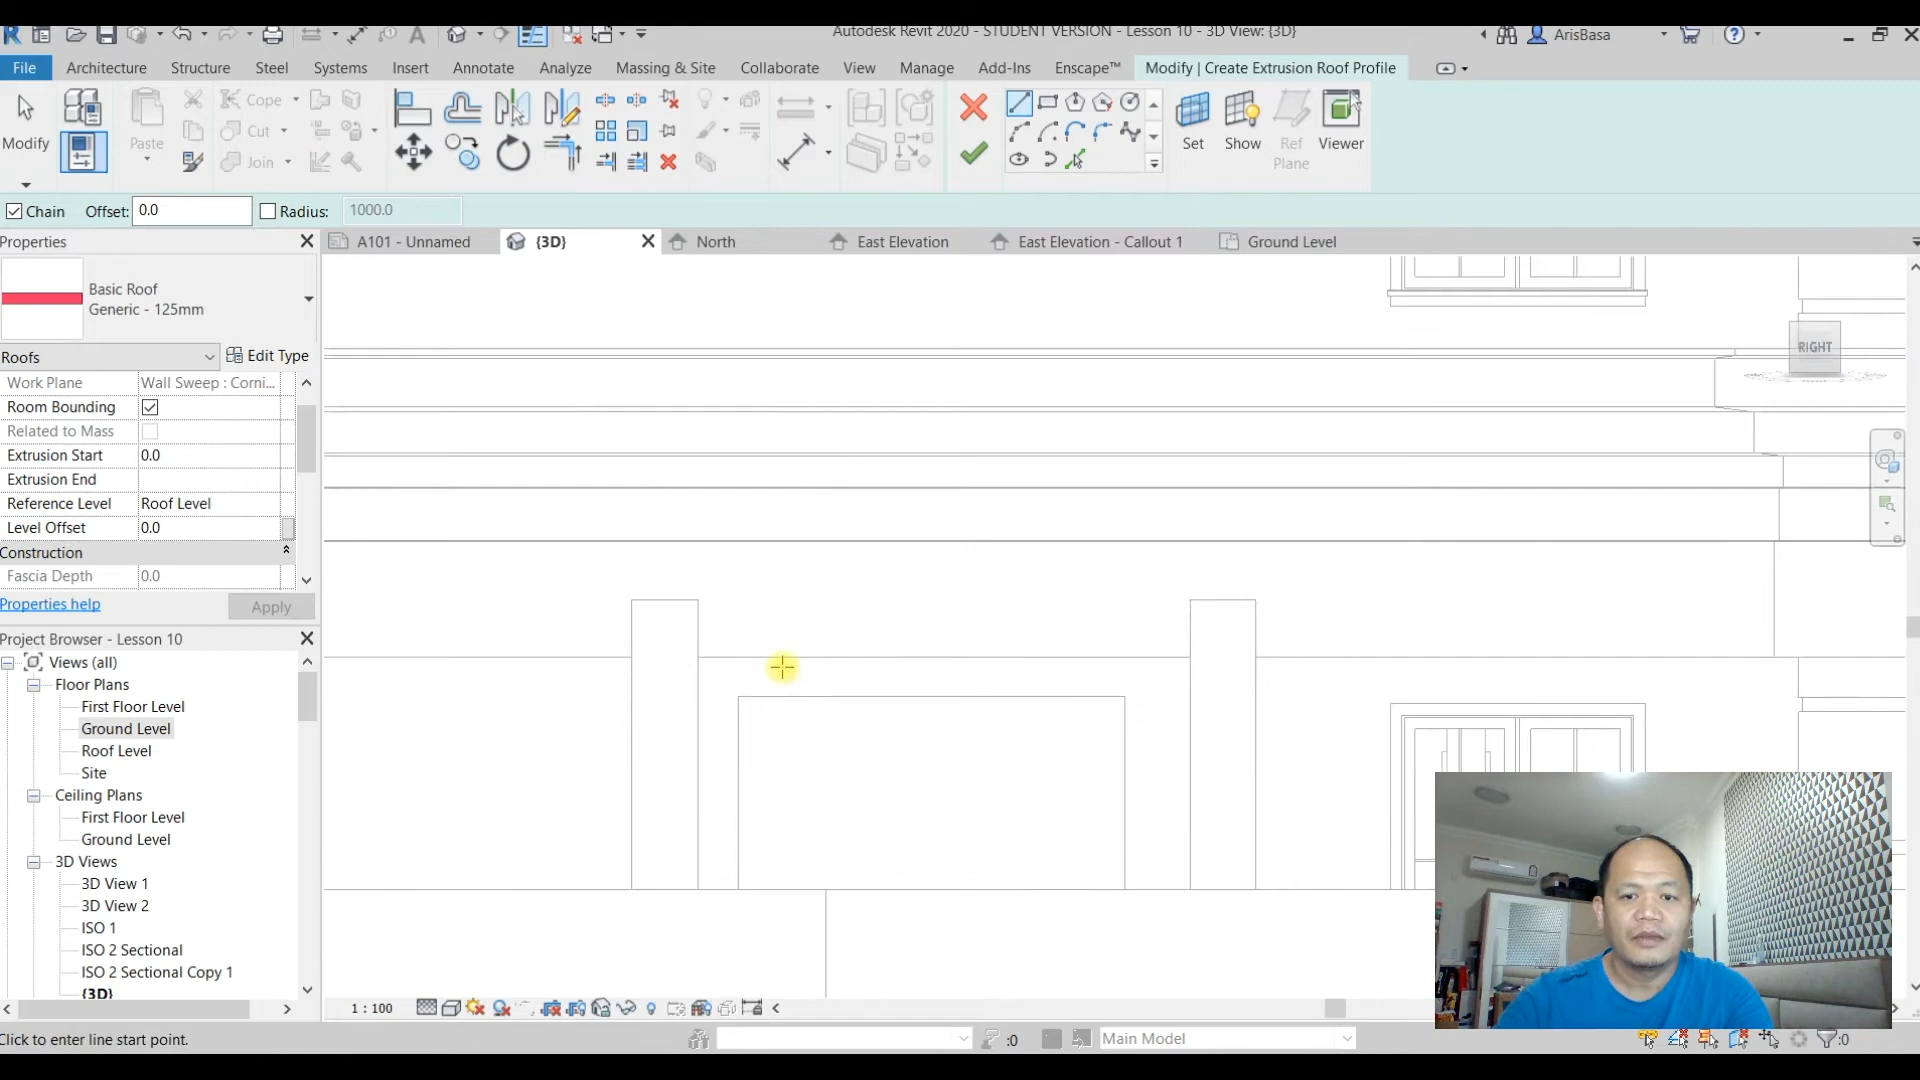 Autodesk Revit 2020 - STUDENT VERSION - Lesson 10 - 3D View: {3D}
ArisBasa
File Architecture Structure Steel Systems Insert Annotate Analyze Massing & Site Collaborate View Manage Add-Ins Enscape™ Modify | Create Extrusion Roof Profile
Modify
Paste
Cope
Cut
Join
Set Show Ref Plane Viewer
Chain Offset: 0.0 Radius: 1000.0
Properties
A101 - Unnamed {3D} North East Elevation East Elevation - Callout 1 Ground Level
Basic Roof
Generic - 125mm
Roofs Edit Type
Work Plane Wall Sweep : Corni...
Room Bounding
Related to Mass
Extrusion Start 0.0
Extrusion End
Reference Level Roof Level
Level Offset 0.0
Construction
Fascia Depth 0.0
Properties help Apply
Project Browser - Lesson 10
Views (all)
Floor Plans
First Floor Level
Ground Level
Roof Level
Site
Ceiling Plans
First Floor Level
Ground Level
3D Views
3D View 1
3D View 2
ISO 1
ISO 2 Sectional
ISO 2 Sectional Copy 1
{3D}
RIGHT
1 : 100
Click to enter line start point.
:0
Main Model
:0